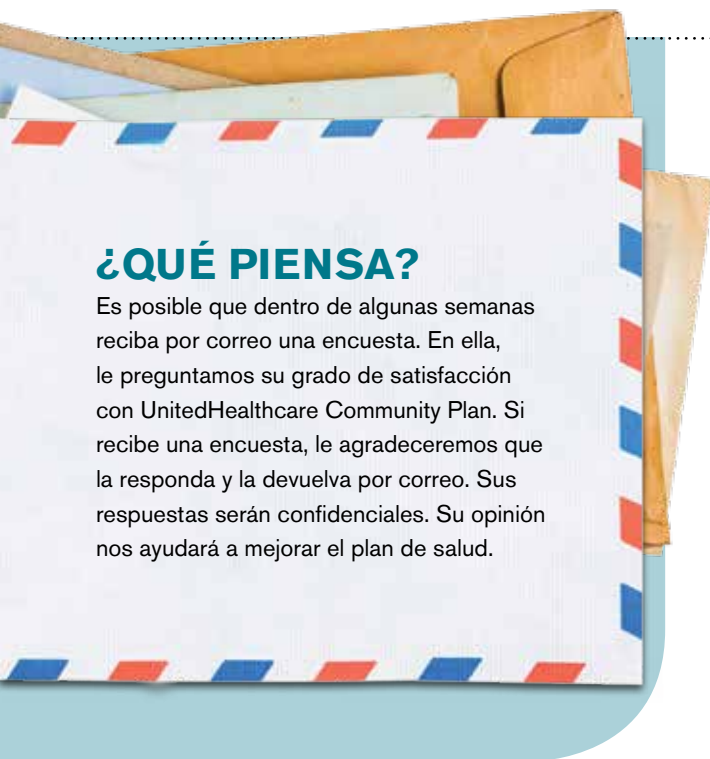 ¿QUÉ PIENSA?
Es posible que dentro de algunas semanas
reciba por correo una encuesta. En ella,
le preguntamos su grado de satisfacción
con UnitedHealthcare Community Plan. Si
recibe una encuesta, le agradeceremos que
la responda y la devuelva por correo. Sus
respuestas serán confidenciales. Su opinión
nos ayudará a mejorar el plan de salud.